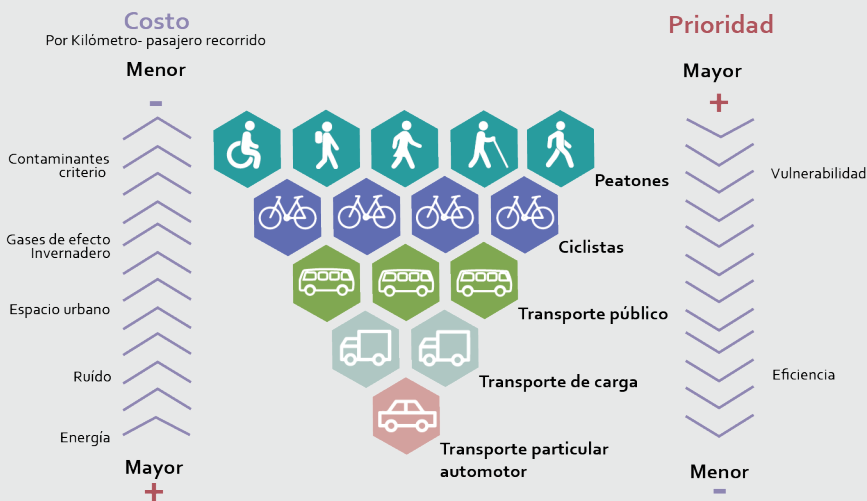 Costo
Por Kilómetro- pasajero recorrido
Menor
-
Contaminantes
criterio
Gases de efecto
Invernadero
Espacio urbano
Ruído
Energía
Mayor
+
Peatones
Ciclistas
Transporte público
Transporte de carga
Transporte particular
automotor
Prioridad
Mayor
+
Vulnerabilidad
Eficiencia
Menor
-